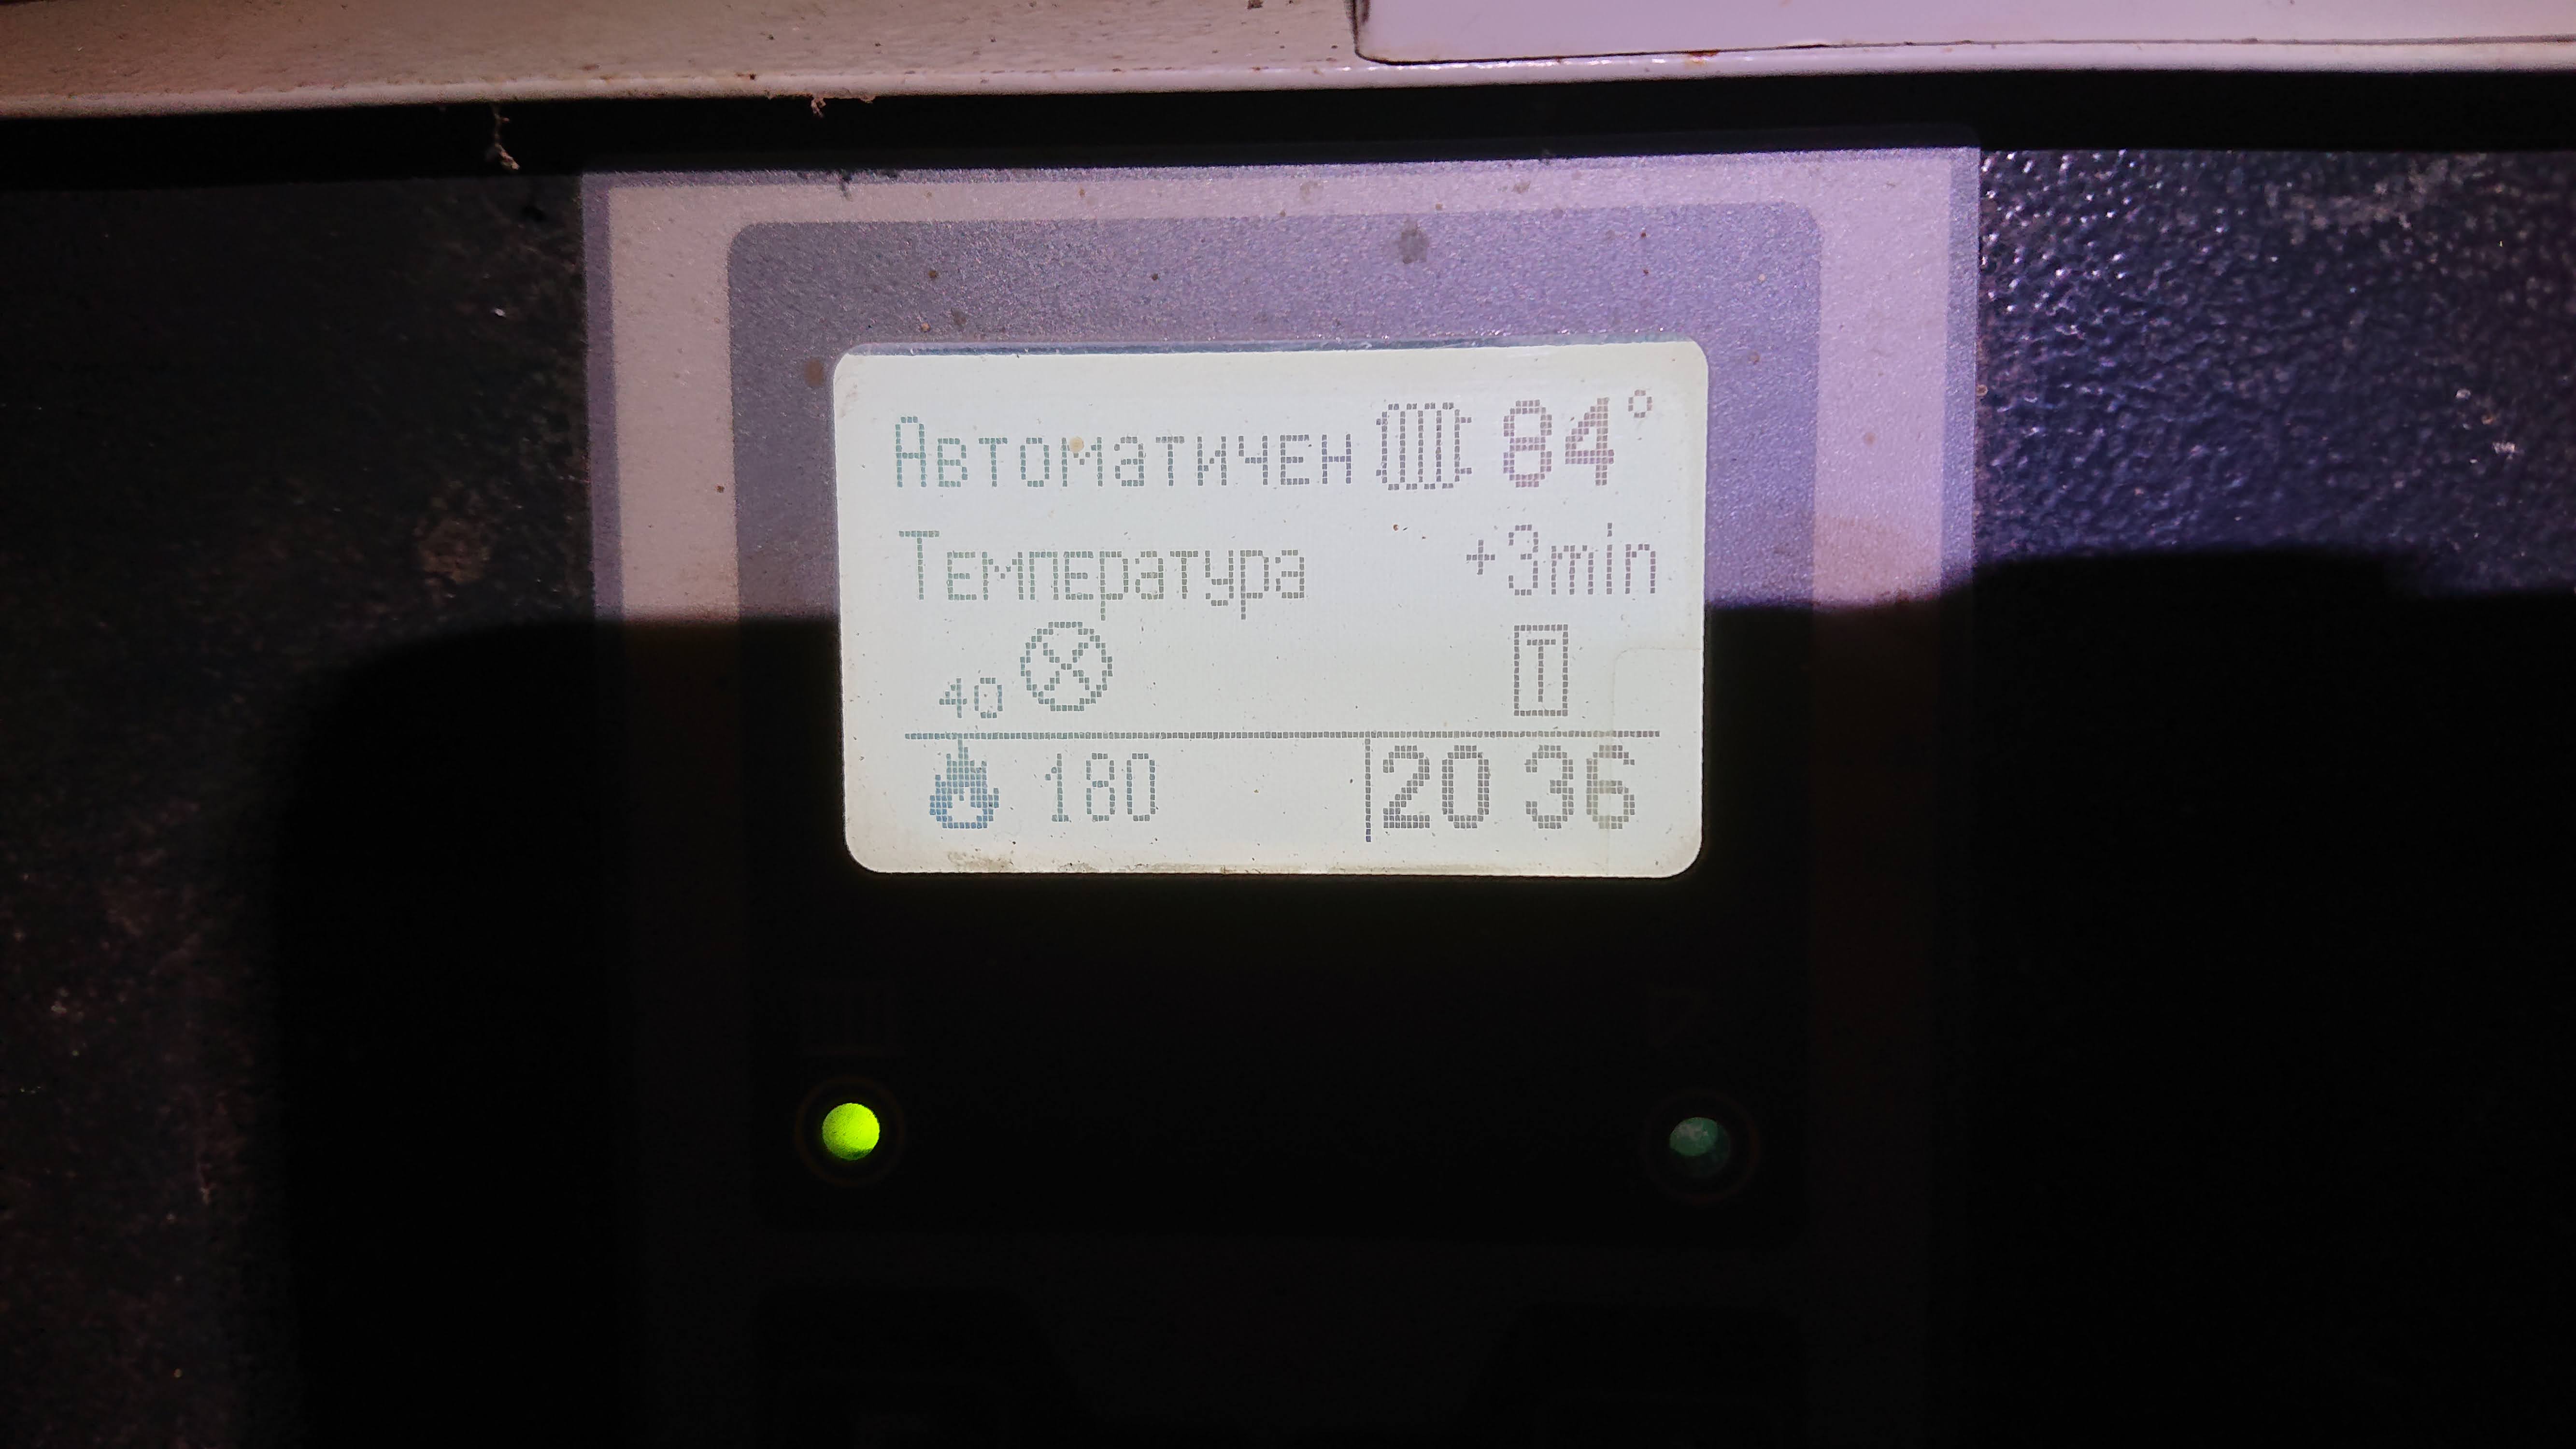 Автоматичен 84°
Температура +3min
40 T
180 20 36